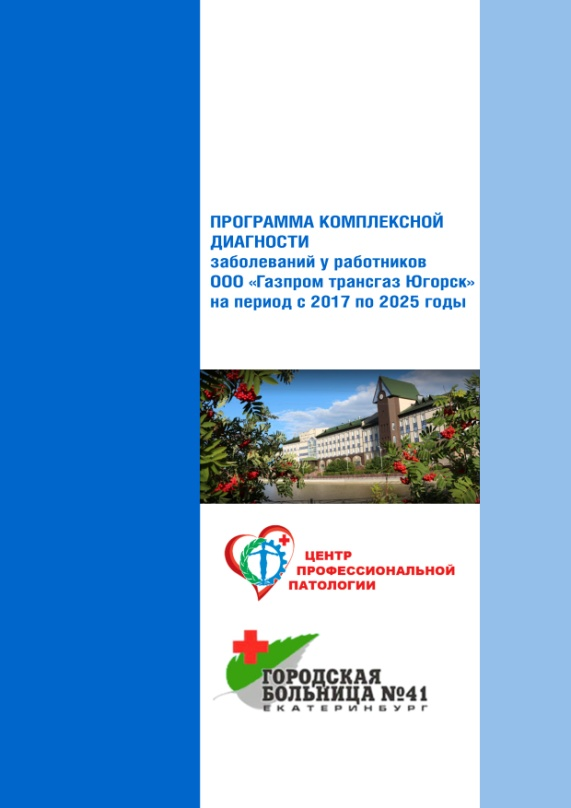 ПРОГРАММА КОМПЛЕКСНОЙ
ДИАГНОСТИ
заболеваний у работников
ООО «Газпром трансгаз Югорск»
на период с 2017 по 2025 годы
ЦЕНТР
ПРОФЕССИОНАЛЬНОЙ
ПАТОЛОГИИ
ГОРОДСКАЯ
БОЛЬНИЦА №41
ЕКАТЕРИНБУРГ